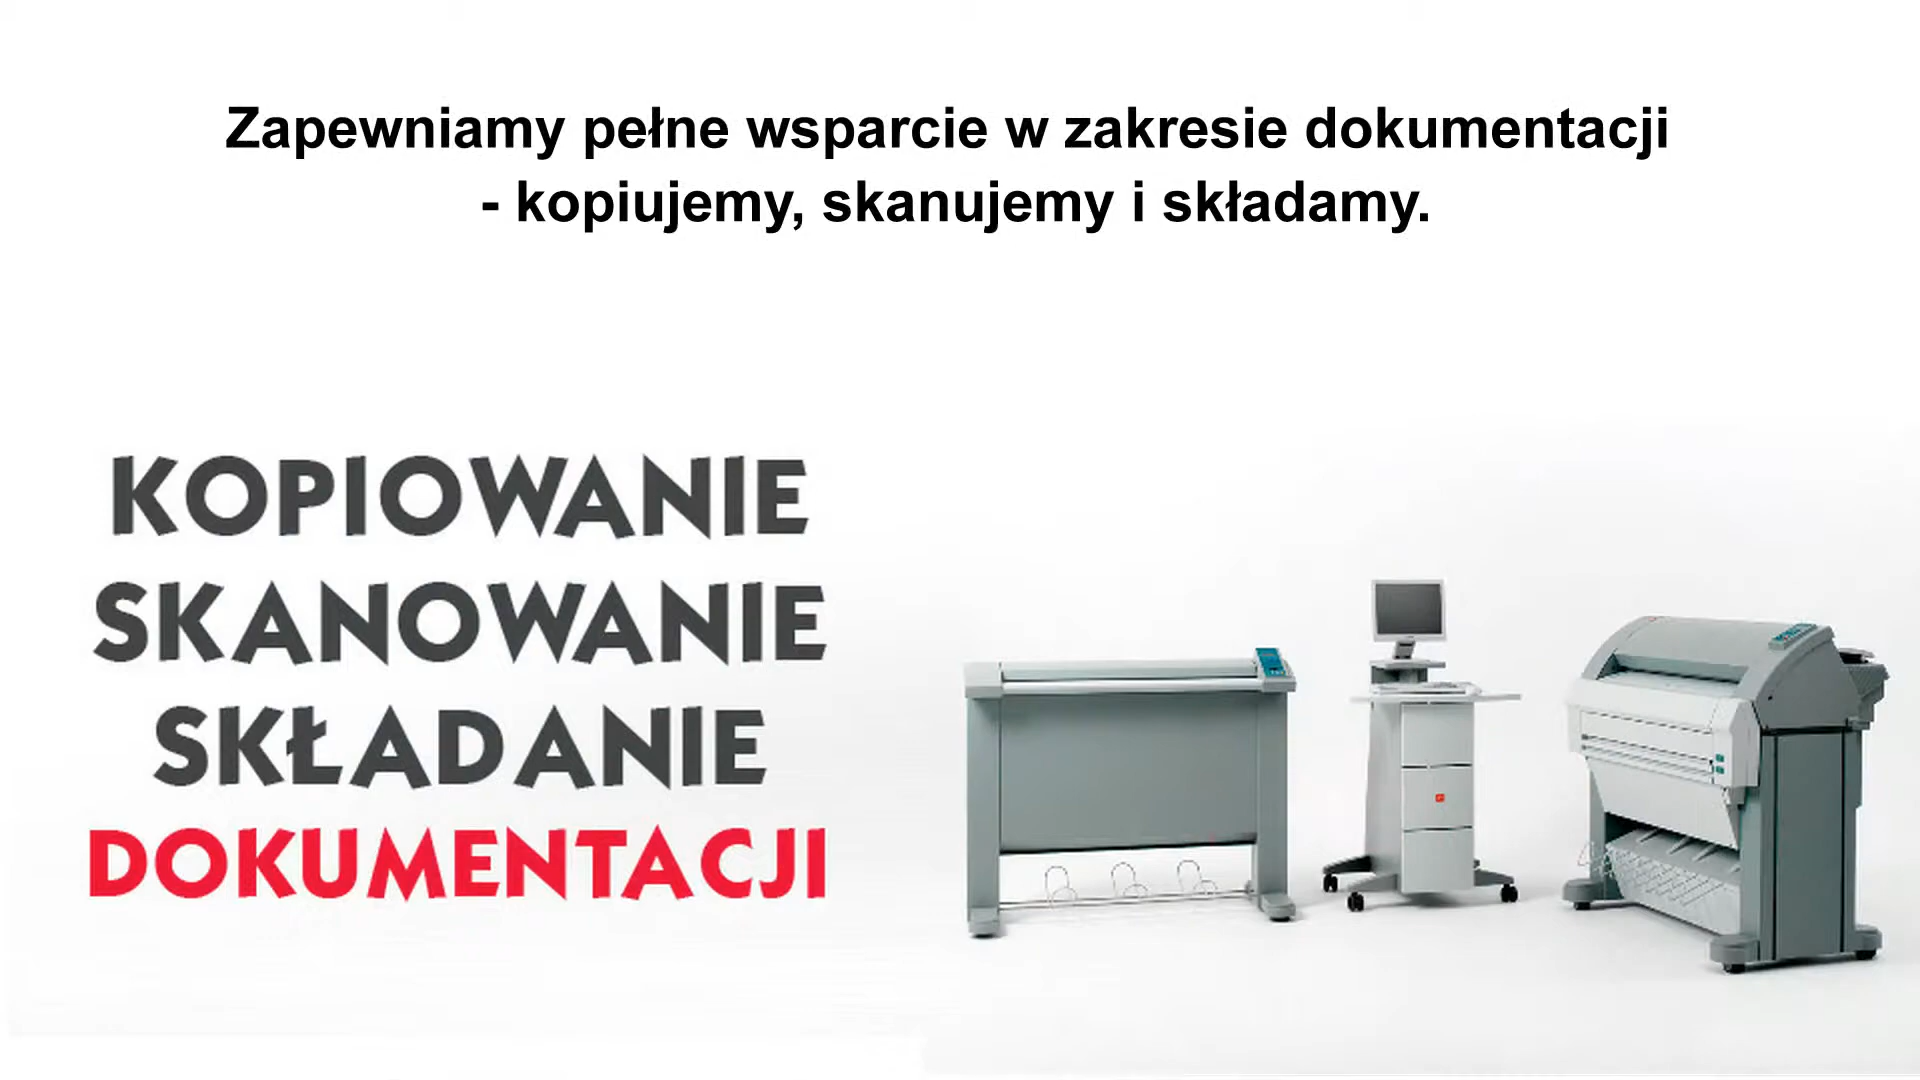 Zapewniamy pełne wsparcie w zakresie dokumentacji
- kopiujemy, skanujemy i składamy.
KOPIOWANIE
SKANOWANIE
SKŁADANIE
DOKUMENTACJI